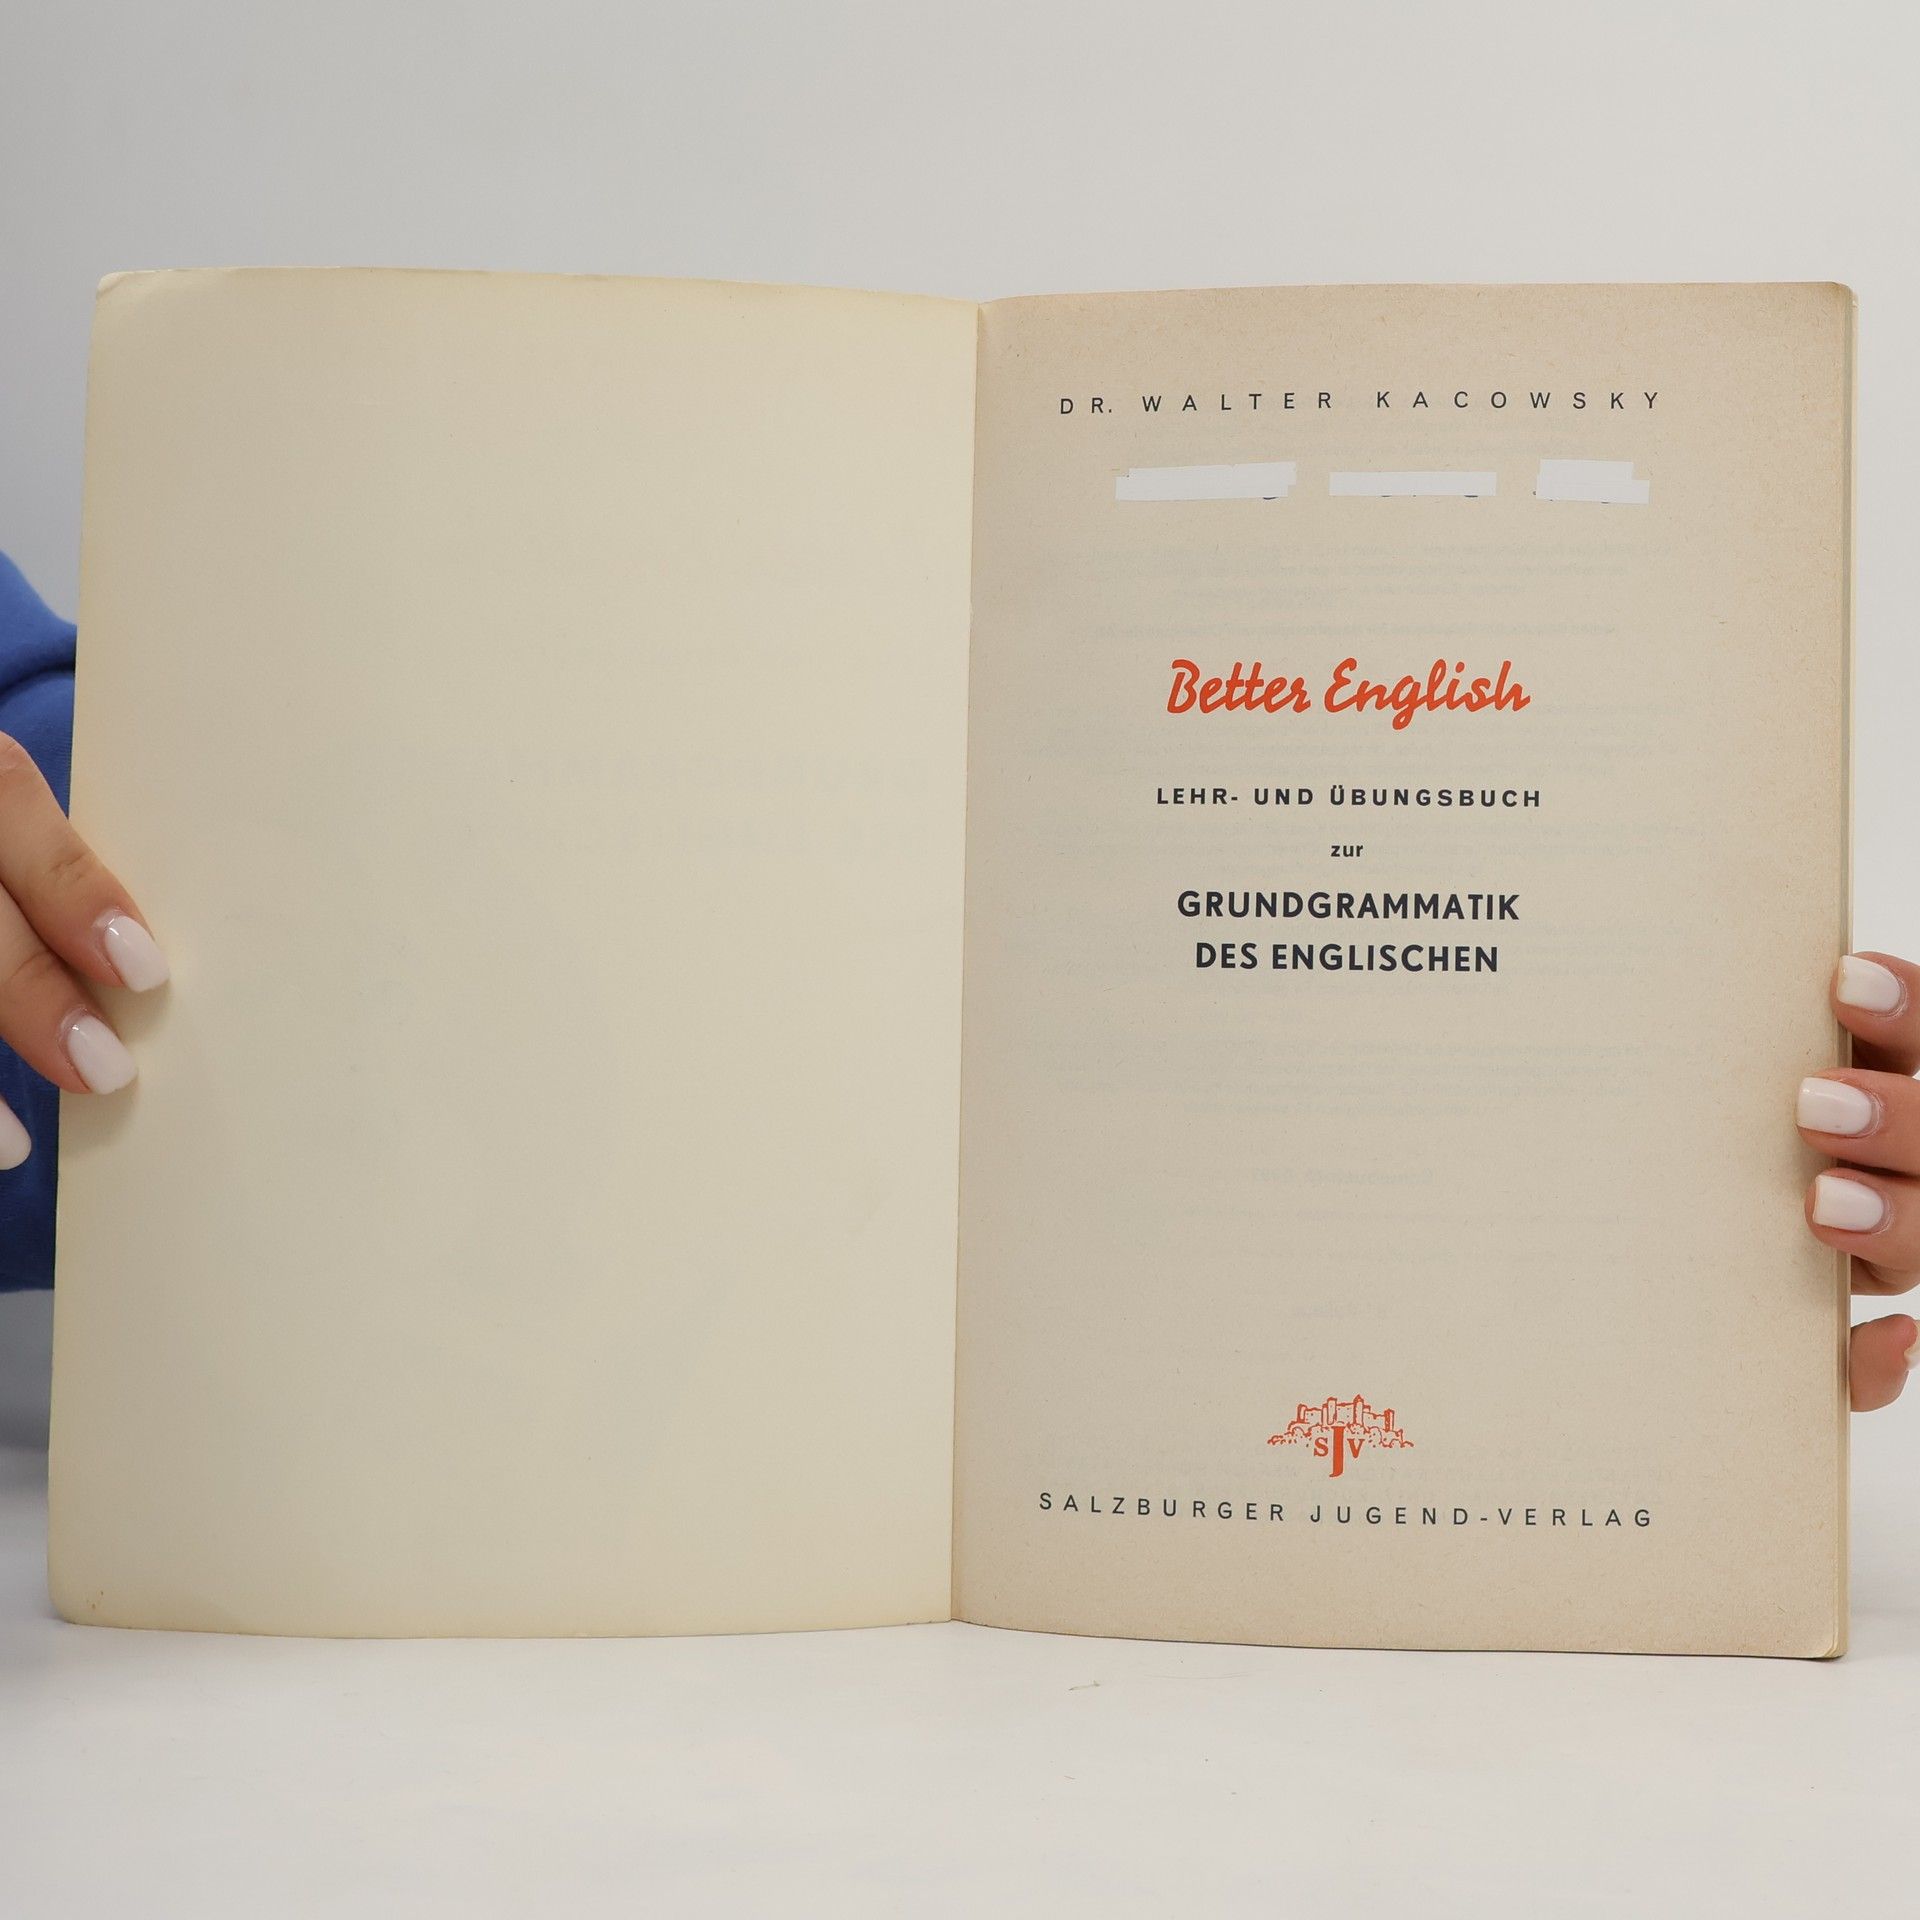 DR. WALTER KACOWSKY
Better English
LEHR- UND ÜBUNGSBUCH
zur
GRUNDGRAMMATIK
DES ENGLISCHEN
SJV
SALZBURGER JUGEND-VERLAG